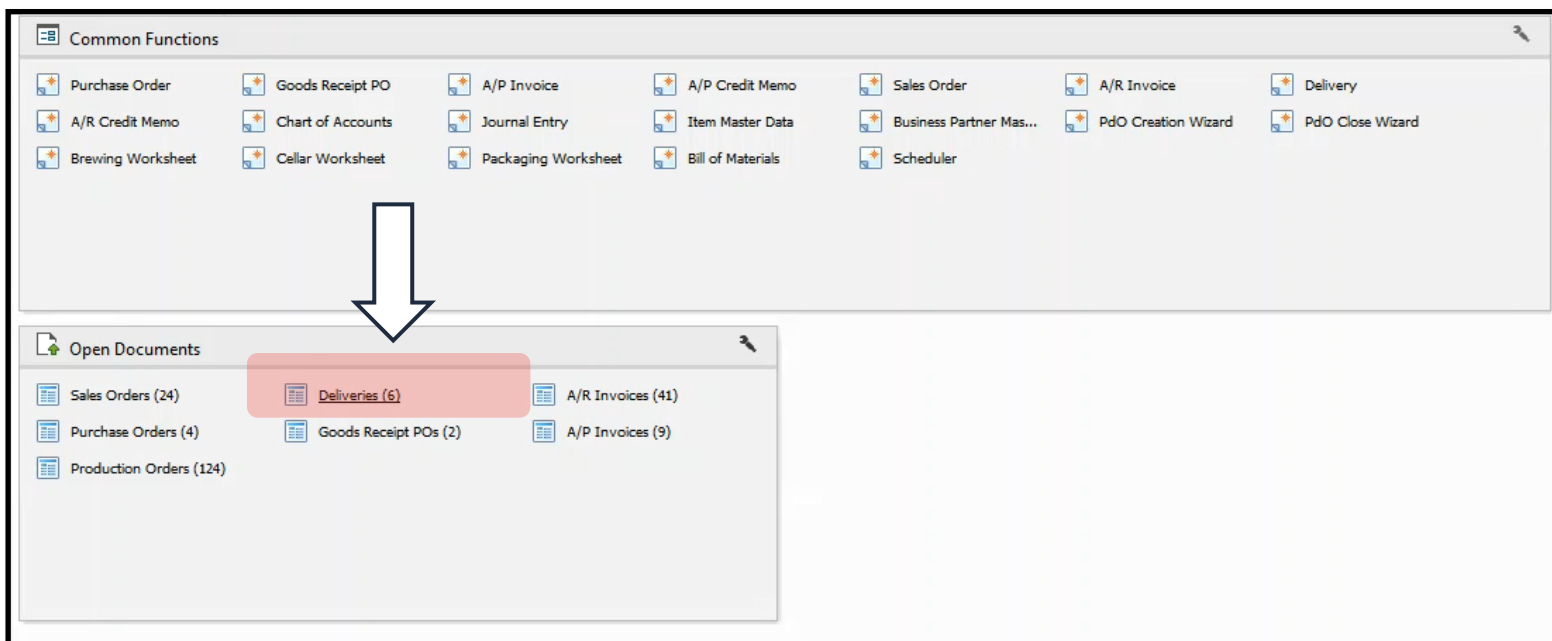 Common Functions
Purchase Order Goods Receipt PO A/P Invoice A/P Credit Memo Sales Order A/R Invoice Delivery
A/R Credit Memo Chart of Accounts Journal Entry Item Master Data Business Partner Mas... PdO Creation Wizard PdO Close Wizard
Brewing Worksheet Cellar Worksheet Packaging Worksheet Bill of Materials Scheduler
Open Documents
Sales Orders (24) Deliveries (6) A/R Invoices (41)
Purchase Orders (4) Goods Receipt POs (2) A/P Invoices (9)
Production Orders (124)